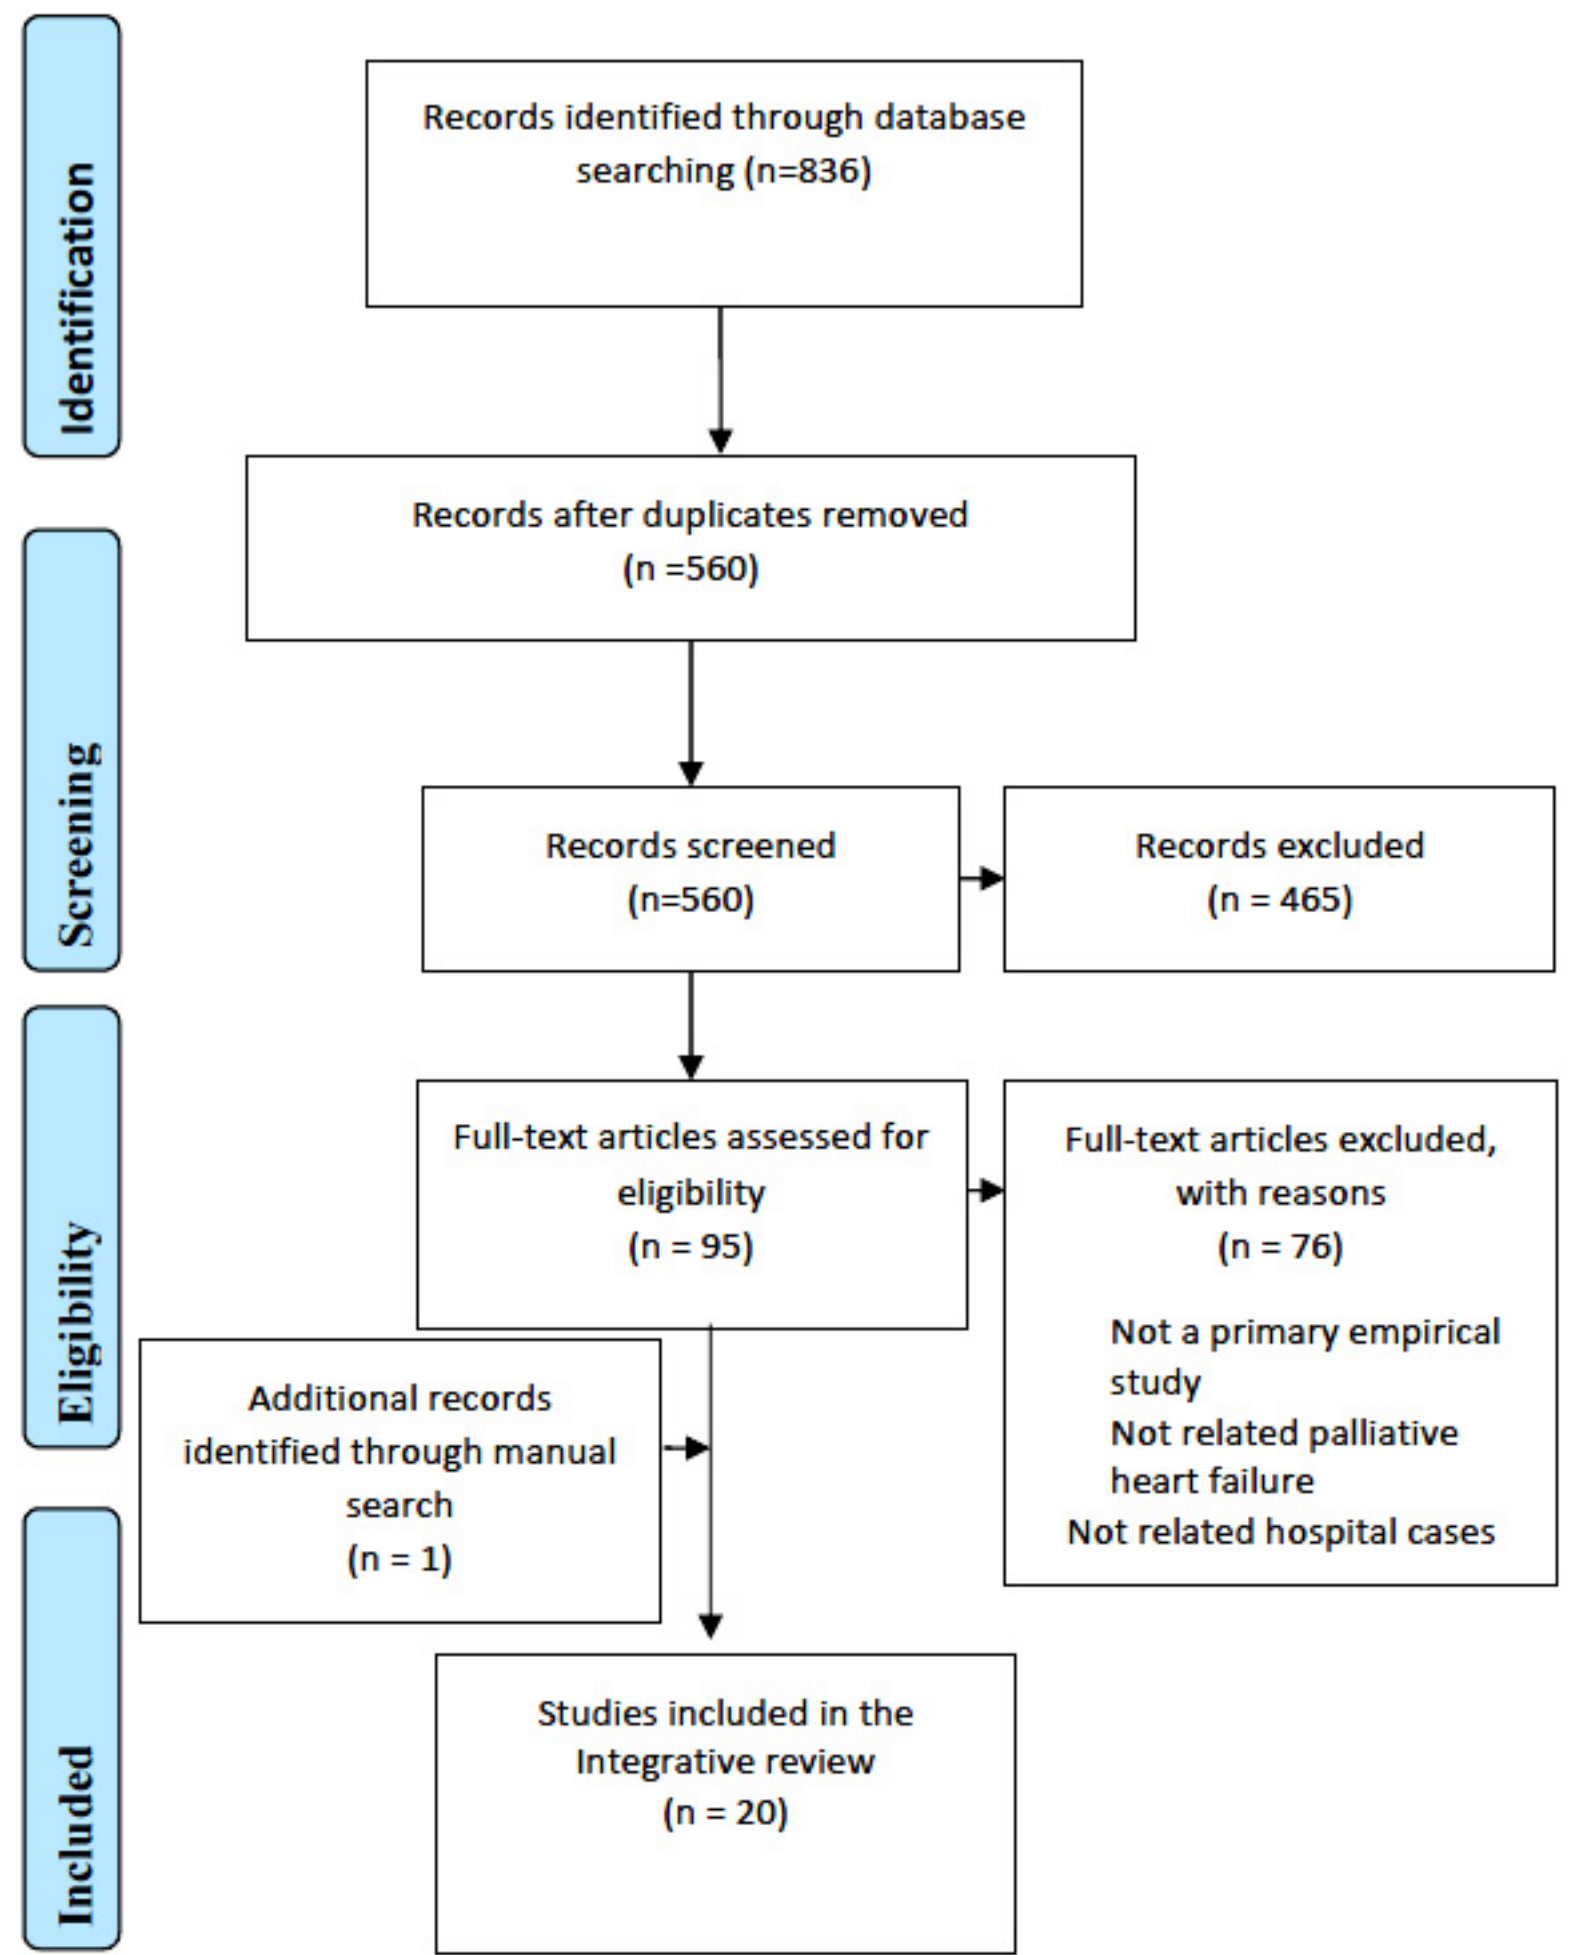 Identification
Records identified through database
searching (n=836)
Records after duplicates removed
(n =560)
Screening
Records screened
(n=560)
Records excluded
(n = 465)
Eligibility
Full-text articles assessed for
eligibility
(n = 95)
Full-text articles excluded,
with reasons
(n = 76)
Not a primary empirical
study
Not related palliative
heart failure
Not related hospital cases
Additional records
identified through manual
search
(n = 1)
Included
Studies included in the
Integrative review
(n = 20)